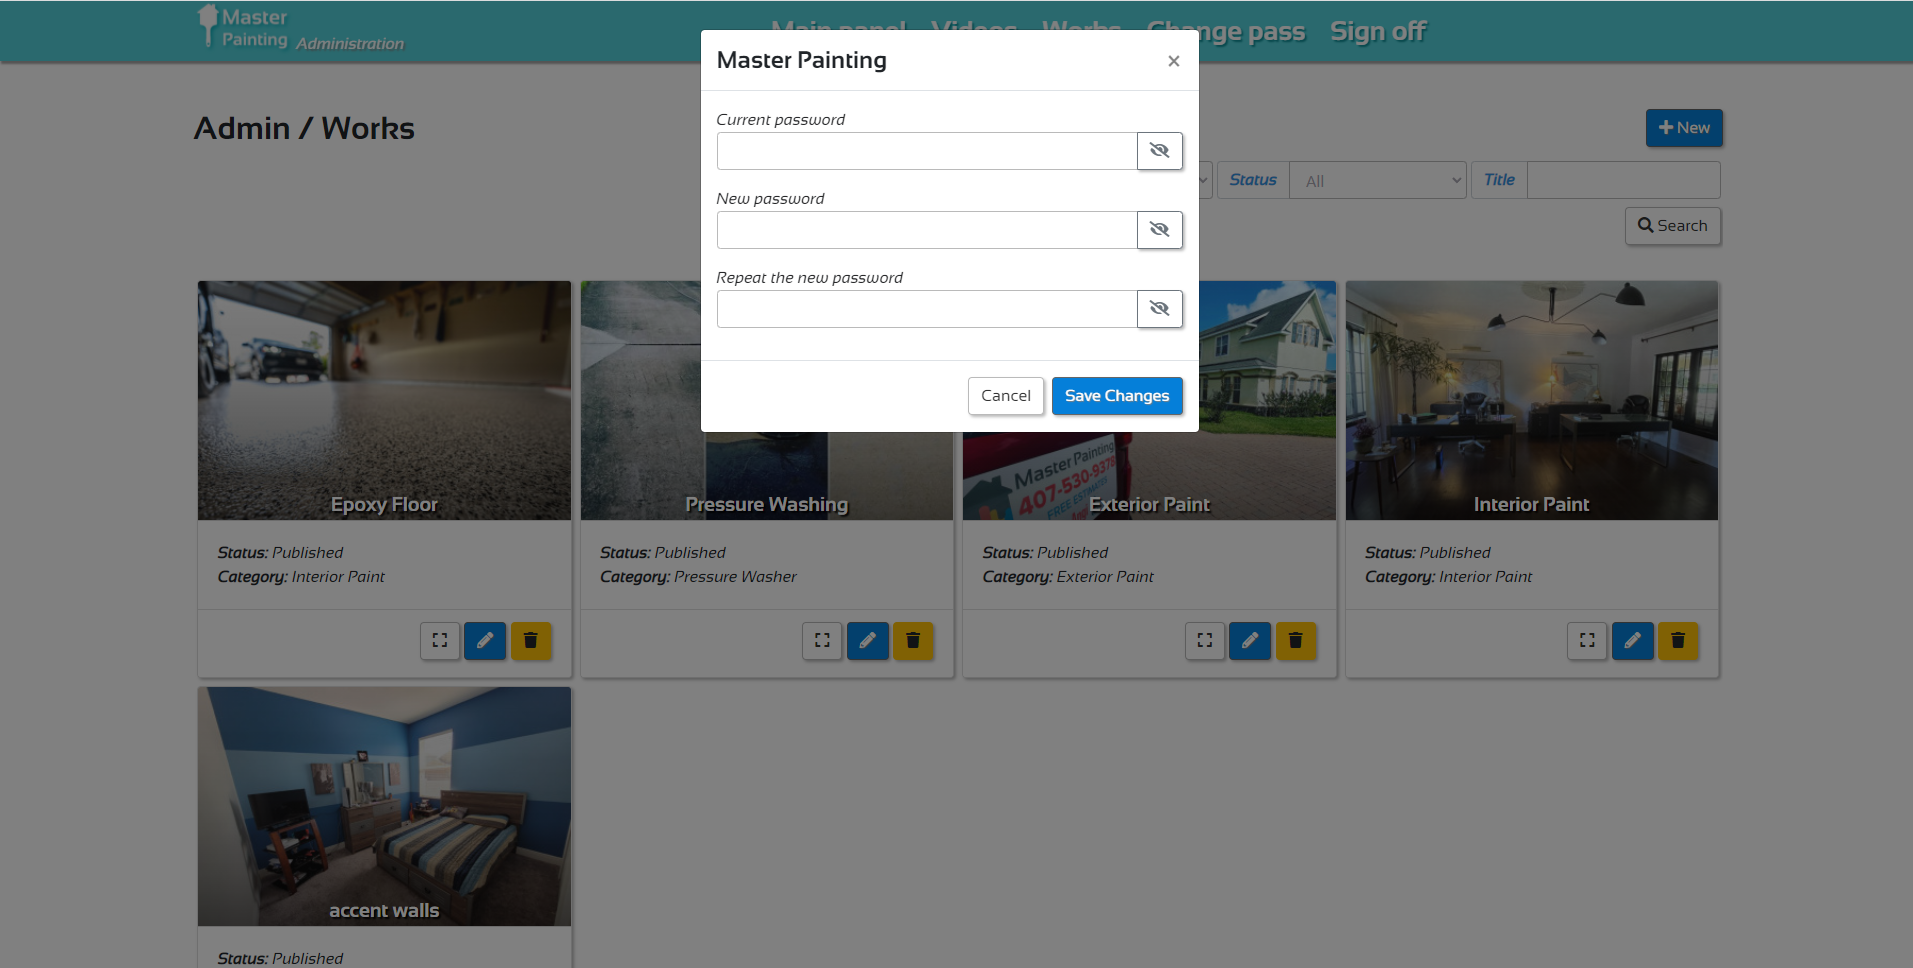 Master
Painting Administration
Main panel Videos Works Change pass Sign off
Master Painting
×
Current password
New password
Repeat the new password
Cancel
Save Changes
Admin / Works
New
Status All Title
Search
Master Painting
407-530-9378
FREE ESTIMATES
Epoxy Floor
Status: Published
Category: Interior Paint
Pressure Washing
Status: Published
Category: Pressure Washer
Exterior Paint
Status: Published
Category: Exterior Paint
Interior Paint
Status: Published
Category: Interior Paint
accent walls
Status: Published